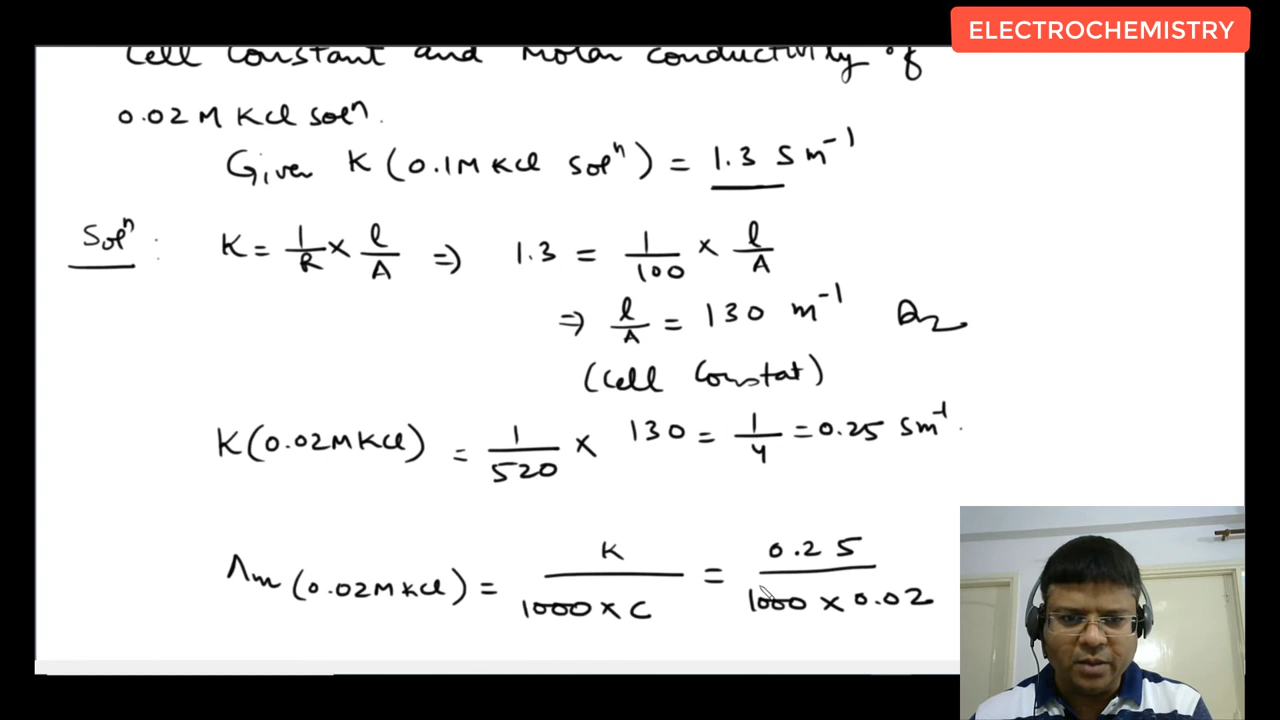 ELECTROCHEMISTRY
Cell Constant and Molar conductivity of
0.02 M KCl solⁿ.
Given K (0.1M KCl solⁿ) = 1.3 S m⁻¹
Solⁿ :
K = 1/R × l/A ⇒ 1.3 = 1/100 × l/A
⇒ l/A = 130 m⁻¹
(Cell Constat)
K (0.02M KCl) = 1/520 × 130 = 1/4 = 0.25 Sm⁻¹.
Λm (0.02M KCl) = K/1000 × C = 0.25/1000 × 0.02